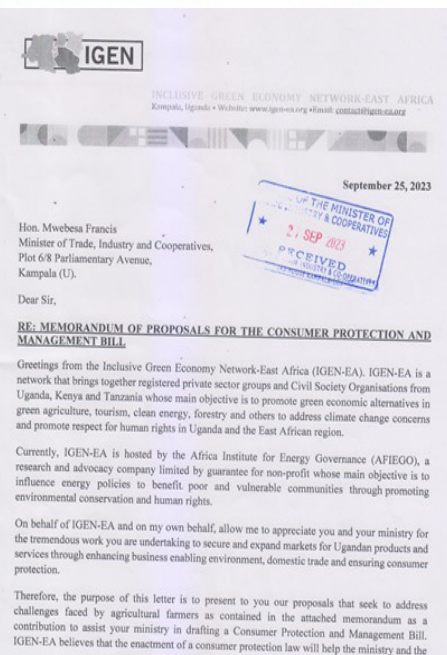 IGEN
INCLUSIVE GREEN ECONOMY NETWORK-EAST AFRICA
Kampala, Uganda • Website: www.igen-ea.org •Email: contact@igen-ea.org
September 25, 2023
OF THE MINISTER OF
& COOPERATIVES
SEP 2023
RECEIVED
INDUSTRY & CO-OPERATIVES
Hon. Mwebesa Francis
Minister of Trade, Industry and Cooperatives,
Plot 6/8 Parliamentary Avenue,
Kampala (U).
Dear Sir,
RE: MEMORANDUM OF PROPOSALS FOR THE CONSUMER PROTECTION AND
MANAGEMENT BILL
Greetings from the Inclusive Green Economy Network-East Africa (IGEN-EA). IGEN-EA is a
network that brings together registered private sector groups and Civil Society Organisations from
Uganda, Kenya and Tanzania whose main objective is to promote green economic alternatives in
green agriculture, tourism, clean energy, forestry and others to address climate change concerns
and promote respect for human rights in Uganda and the East African region.
Currently, IGEN-EA is hosted by the Africa Institute for Energy Governance (AFIEGO), a
research and advocacy company limited by guarantee for non-profit whose main objective is to
influence energy policies to benefit poor and vulnerable communities through promoting
environmental conservation and human rights.
On behalf of IGEN-EA and on my own behalf, allow me to appreciate you and your ministry for
the tremendous work you are undertaking to secure and expand markets for Ugandan products and
services through enhancing business enabling environment, domestic trade and ensuring consumer
protection.
Therefore, the purpose of this letter is to present to you our proposals that seek to address
challenges faced by agricultural farmers as contained in the attached memorandum as a
contribution to assist your ministry in drafting a Consumer Protection and Management Bill.
IGEN-EA believes that the enactment of a consumer protection law will help the ministry and the